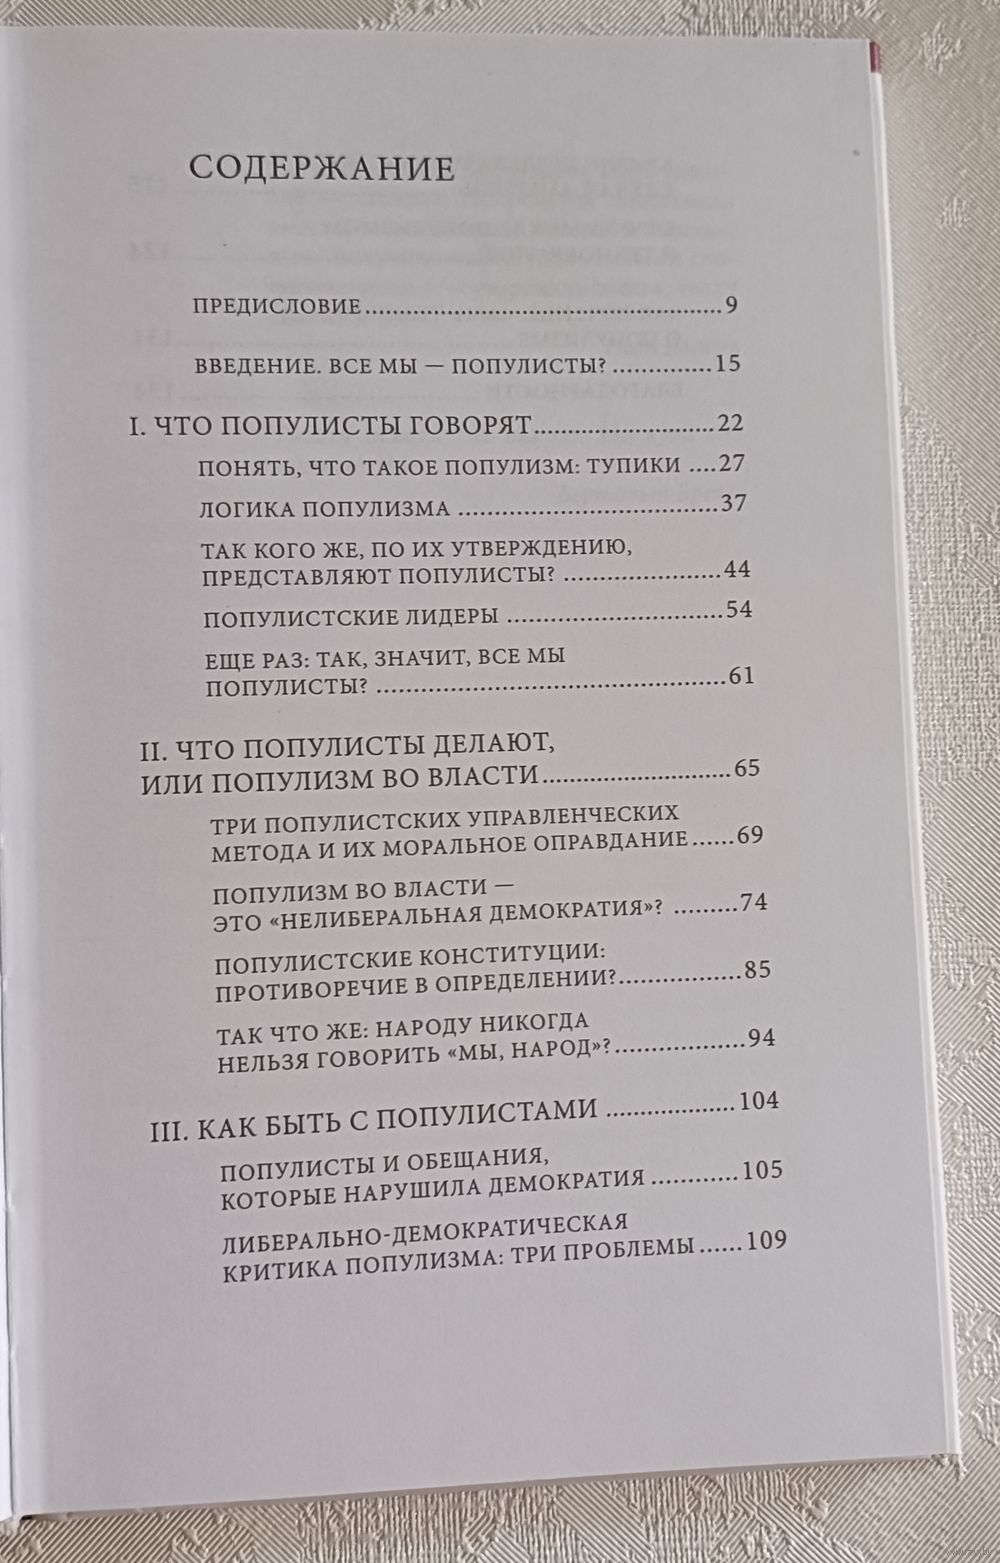 СОДЕРЖАНИЕ
ПРЕДИСЛОВИЕ.....................................................9
ВВЕДЕНИЕ. ВСЕ МЫ — ПОПУЛИСТЫ? ..............15
I. ЧТО ПОПУЛИСТЫ ГОВОРЯТ.........................22
ПОНЯТЬ, ЧТО ТАКОЕ ПОПУЛИЗМ: ТУПИКИ ....27
ЛОГИКА ПОПУЛИЗМА .....................................37
ТАК КОГО ЖЕ, ПО ИХ УТВЕРЖДЕНИЮ,
ПРЕДСТАВЛЯЮТ ПОПУЛИСТЫ? ......................44
ПОПУЛИСТСКИЕ ЛИДЕРЫ ...............................54
ЕЩЕ РАЗ: ТАК, ЗНАЧИТ, ВСЕ МЫ
ПОПУЛИСТЫ? ..................................................61
II. ЧТО ПОПУЛИСТЫ ДЕЛАЮТ,
ИЛИ ПОПУЛИЗМ ВО ВЛАСТИ...........................65
ТРИ ПОПУЛИСТСКИХ УПРАВЛЕНЧЕСКИХ
МЕТОДА И ИХ МОРАЛЬНОЕ ОПРАВДАНИЕ......69
ПОПУЛИЗМ ВО ВЛАСТИ —
ЭТО «НЕЛИБЕРАЛЬНАЯ ДЕМОКРАТИЯ»? .........74
ПОПУЛИСТСКИЕ КОНСТИТУЦИИ:
ПРОТИВОРЕЧИЕ В ОПРЕДЕЛЕНИИ?..................85
ТАК ЧТО ЖЕ: НАРОДУ НИКОГДА
НЕЛЬЗЯ ГОВОРИТЬ «МЫ, НАРОД»?...................94
III. КАК БЫТЬ С ПОПУЛИСТАМИ ...................104
ПОПУЛИСТЫ И ОБЕЩАНИЯ,
КОТОРЫЕ НАРУШИЛА ДЕМОКРАТИЯ ............105
ЛИБЕРАЛЬНО-ДЕМОКРАТИЧЕСКАЯ
КРИТИКА ПОПУЛИЗМА: ТРИ ПРОБЛЕМЫ......109